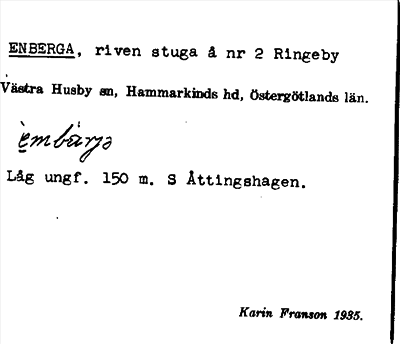 ENBERGA, riven stuga å nr 2 Ringeby
Västra Husby sn, Hammarkinds hd, Östergötlands län.
Låg ungf. 150 m. S Åttingshagen.
Karin Franson 1935.